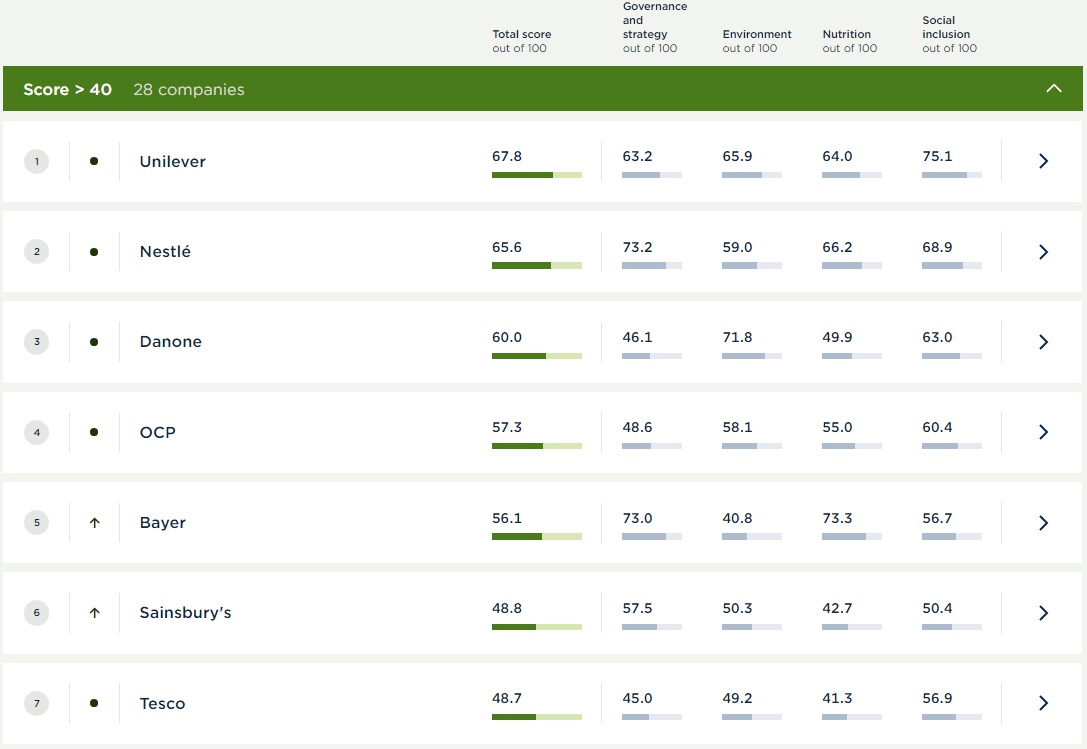 Total score
out of 100
Governance
and
strategy
out of 100
Environment
out of 100
Nutrition
out of 100
Social
inclusion
out of 100
Score > 40 28 companies
1 Unilever 67.8 63.2 65.9 64.0 75.1
2 Nestlé 65.6 73.2 59.0 66.2 68.9
3 Danone 60.0 46.1 71.8 49.9 63.0
4 OCP 57.3 48.6 58.1 55.0 60.4
5 Bayer 56.1 73.0 40.8 73.3 56.7
6 Sainsbury's 48.8 57.5 50.3 42.7 50.4
7 Tesco 48.7 45.0 49.2 41.3 56.9